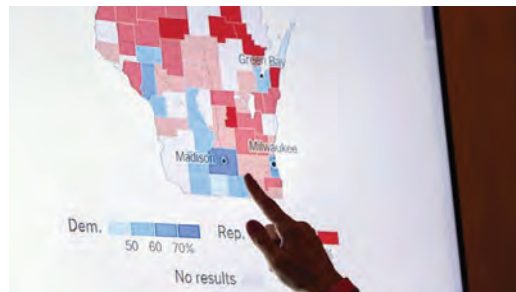 Green Bay
Milwaukee
Madison
Dem.
Rep.
50 60 70%
%
No results